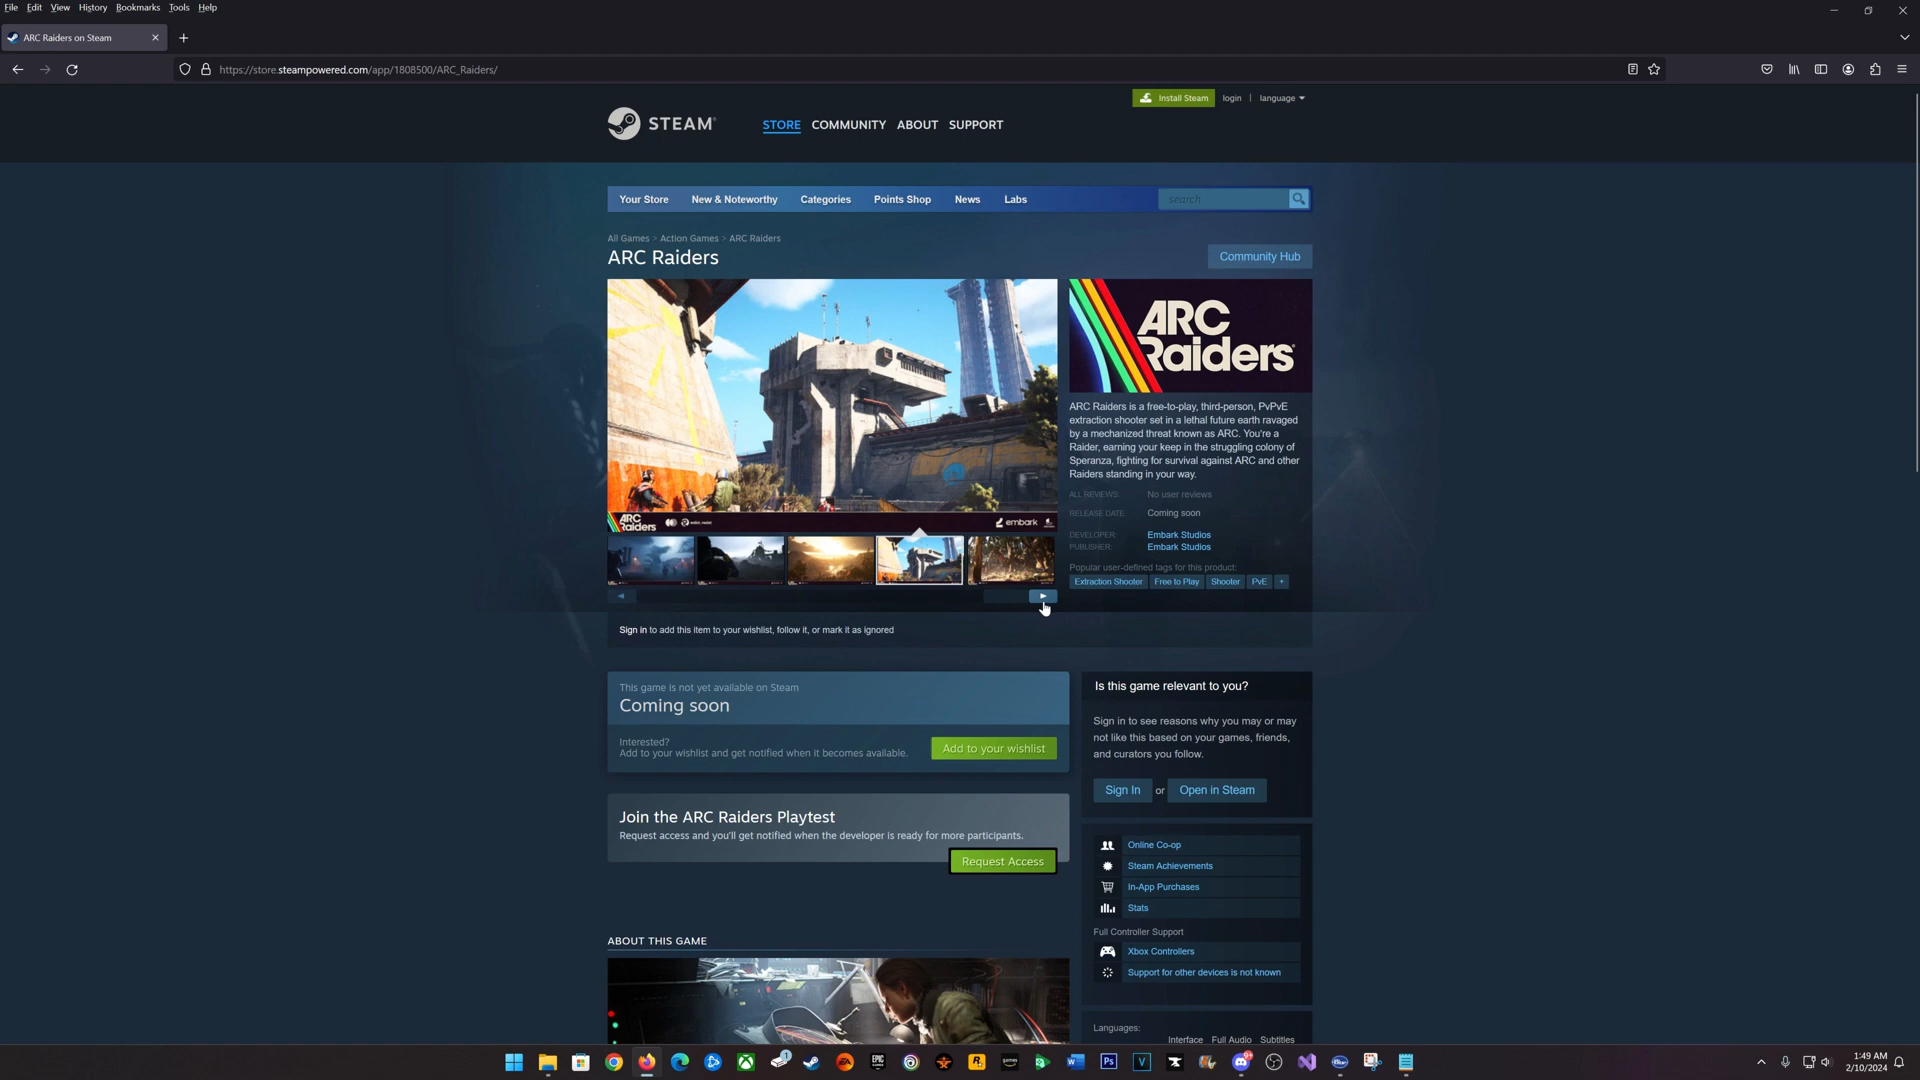 File Edit View History Bookmarks Tools Help
ARC Raiders on Steam
https://store.steampowered.com/app/1808500/ARC_Raiders/
Install Steam login | language
STEAM®
STORE COMMUNITY ABOUT SUPPORT
Your Store New & Noteworthy Categories Points Shop News Labs search
All Games > Action Games > ARC Raiders
ARC Raiders
Community Hub
ARC
Raiders
embark
ARC
Raiders
ARC Raiders is a free-to-play, third-person, PvPvE
extraction shooter set in a lethal future earth ravaged
by a mechanized threat known as ARC. You're a
Raider, earning your keep in the struggling colony of
Speranza, fighting for survival against ARC and other
Raiders standing in your way.
ALL REVIEWS: No user reviews
RELEASE DATE: Coming soon
DEVELOPER: Embark Studios
PUBLISHER: Embark Studios
Popular user-defined tags for this product:
Extraction Shooter Free to Play Shooter PvE +
Sign in to add this item to your wishlist, follow it, or mark it as ignored
This game is not yet available on Steam
Coming soon
Interested?
Add to your wishlist and get notified when it becomes available.
Add to your wishlist
Join the ARC Raiders Playtest
Request access and you'll get notified when the developer is ready for more participants.
Request Access
ABOUT THIS GAME
Is this game relevant to you?
Sign in to see reasons why you may or may
not like this based on your games, friends,
and curators you follow.
Sign In or Open in Steam
Online Co-op
Steam Achievements
In-App Purchases
Stats
Full Controller Support
Xbox Controllers
Support for other devices is not known
Languages:
Interface Full Audio Subtitles
1:49 AM
2/10/2024